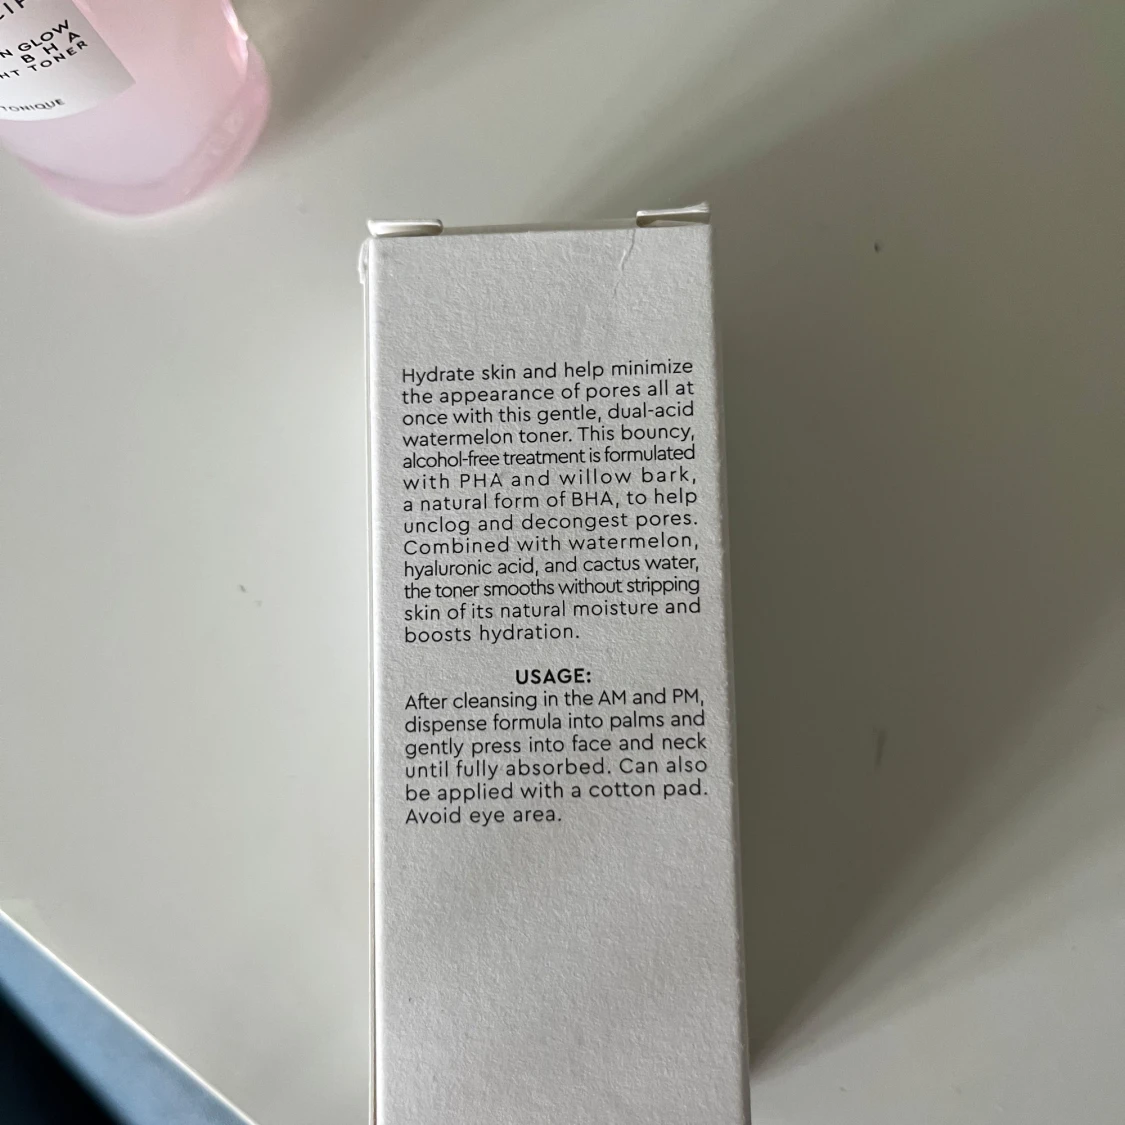 N GLOW
BHA
HT TONER
TONIQUE
Hydrate skin and help minimize
the appearance of pores all at
once with this gentle, dual-acid
watermelon toner. This bouncy,
alcohol-free treatment is formulated
with PHA and willow bark,
a natural form of BHA, to help
unclog and decongest pores.
Combined with watermelon,
hyaluronic acid, and cactus water,
the toner smooths without stripping
skin of its natural moisture and
boosts hydration.
USAGE:
After cleansing in the AM and PM,
dispense formula into palms and
gently press into face and neck
until fully absorbed. Can also
be applied with a cotton pad.
Avoid eye area.